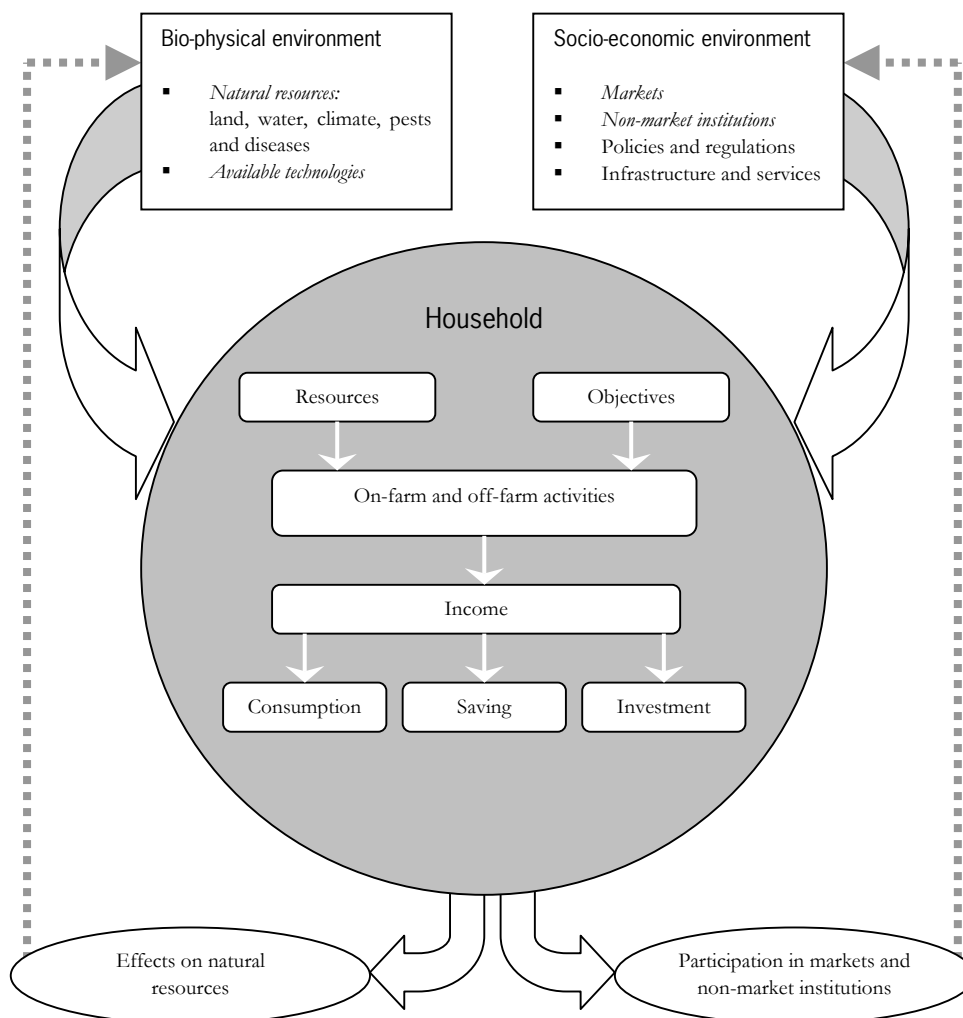 Bio-physical environment
▪ Natural resources:
land, water, climate, pests
and diseases
▪ Available technologies
Socio-economic environment
▪ Markets
▪ Non-market institutions
▪ Policies and regulations
▪ Infrastructure and services
Household
Resources
Objectives
On-farm and off-farm activities
Income
Consumption
Saving
Investment
Effects on natural
resources
Participation in markets and
non-market institutions